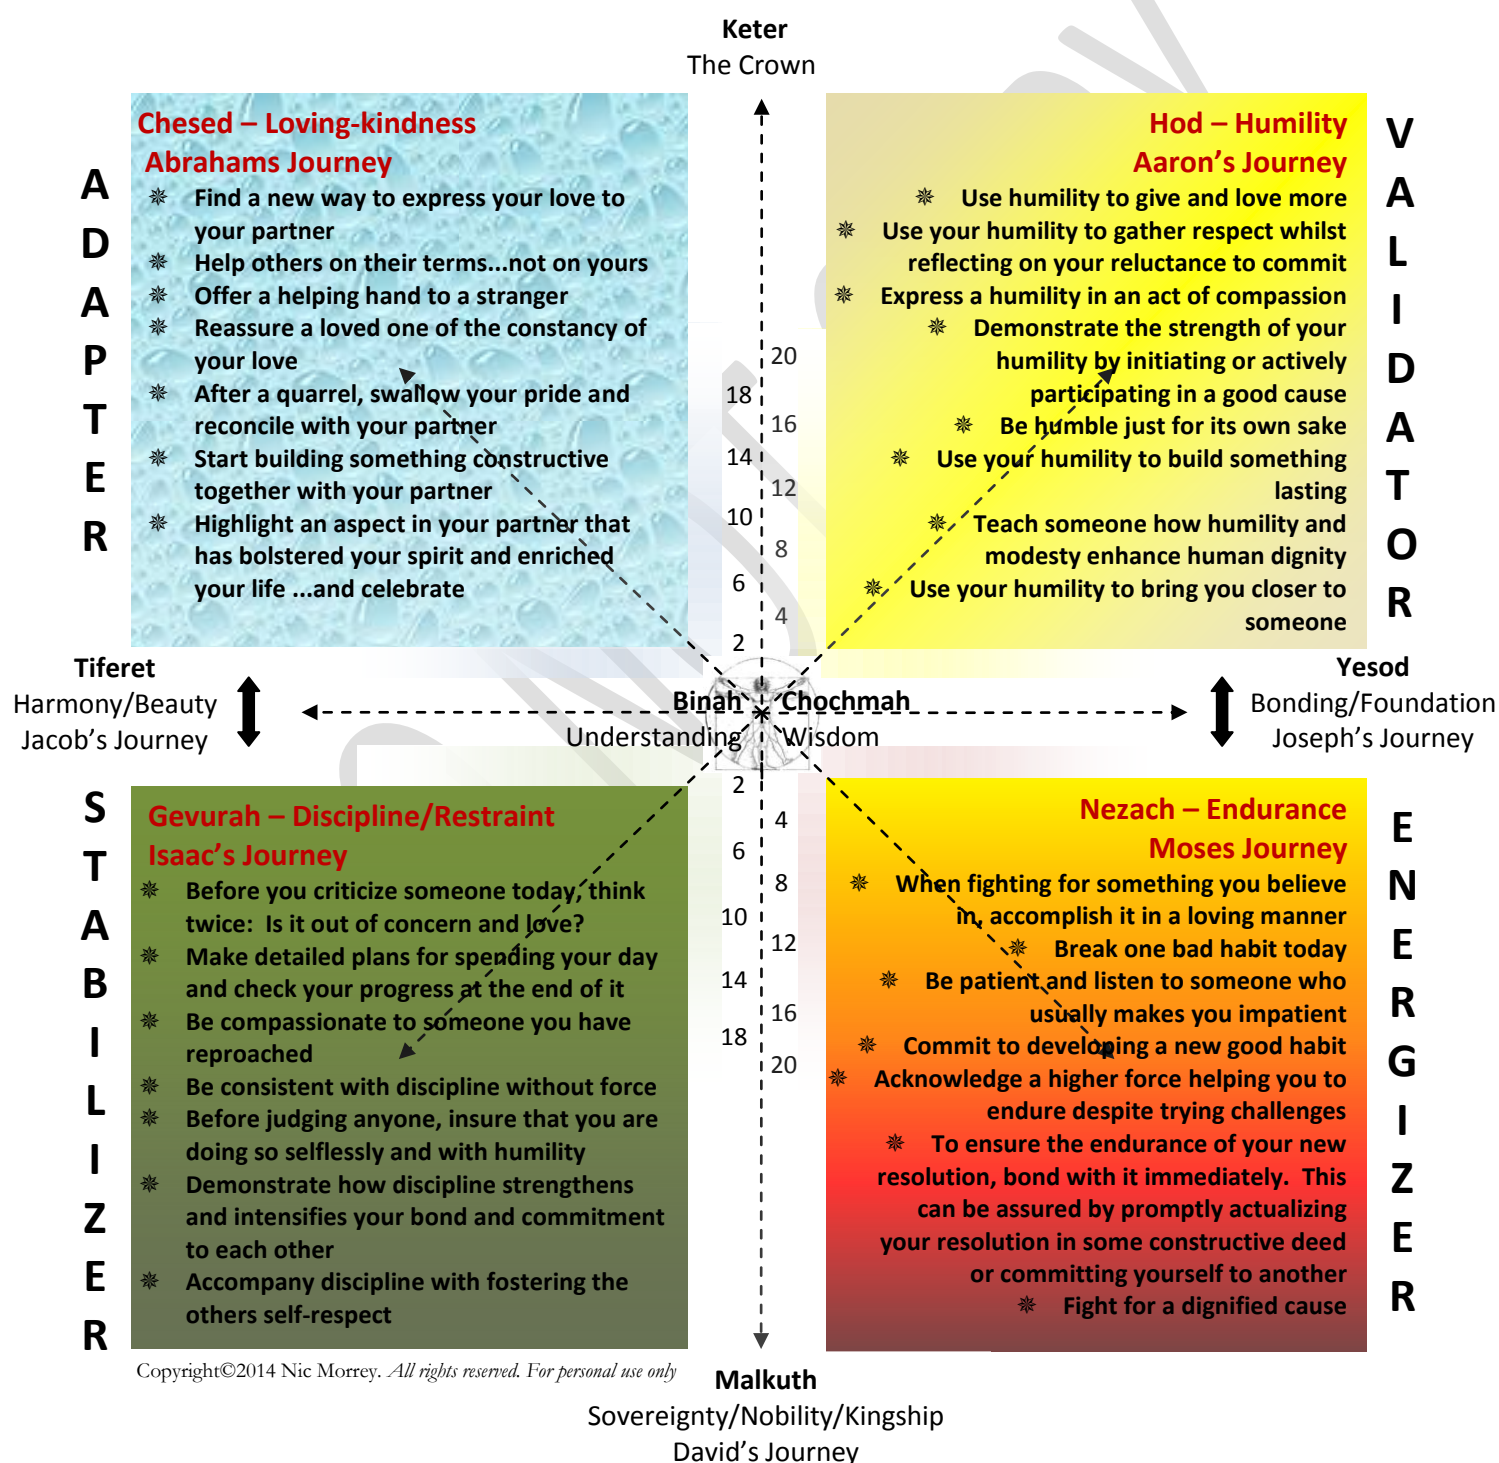 Keter
The Crown
ADAPTER
Chesed – Loving-kindness
Abrahams Journey
✵ Find a new way to express your love to
your partner
✵ Help others on their terms...not on yours
✵ Offer a helping hand to a stranger
✵ Reassure a loved one of the constancy of
your love
✵ After a quarrel, swallow your pride and
reconcile with your partner
✵ Start building something constructive
together with your partner
✵ Highlight an aspect in your partner that
has bolstered your spirit and enriched
your life ...and celebrate
20
18
16
14
12
10
8
6
4
2
Hod – Humility
Aaron's Journey
✵ Use humility to give and love more
✵ Use your humility to gather respect whilst
reflecting on your reluctance to commit
✵ Express a humility in an act of compassion
✵ Demonstrate the strength of your
humility by initiating or actively
participating in a good cause
✵ Be humble just for its own sake
✵ Use your humility to build something
lasting
✵ Teach someone how humility and
modesty enhance human dignity
✵ Use your humility to bring you closer to
someone
VALIDATOR
Tiferet
Harmony/Beauty
Jacob's Journey
Binah
Understanding
Chochmah
Wisdom
Yesod
Bonding/Foundation
Joseph's Journey
STABILIZER
Gevurah – Discipline/Restraint
Isaac's Journey
✵ Before you criticize someone today, think
twice: Is it out of concern and love?
✵ Make detailed plans for spending your day
and check your progress at the end of it
✵ Be compassionate to someone you have
reproached
✵ Be consistent with discipline without force
✵ Before judging anyone, insure that you are
doing so selflessly and with humility
✵ Demonstrate how discipline strengthens
and intensifies your bond and commitment
to each other
✵ Accompany discipline with fostering the
others self-respect
2
4
6
8
10
12
14
16
18
20
Nezach – Endurance
Moses Journey
✵ When fighting for something you believe
in, accomplish it in a loving manner
✵ Break one bad habit today
✵ Be patient and listen to someone who
usually makes you impatient
✵ Commit to developing a new good habit
✵ Acknowledge a higher force helping you to
endure despite trying challenges
✵ To ensure the endurance of your new
resolution, bond with it immediately. This
can be assured by promptly actualizing
your resolution in some constructive deed
or committing yourself to another
✵ Fight for a dignified cause
ENERGIZER
Copyright©2014 Nic Morrey. All rights reserved. For personal use only
Malkuth
Sovereignty/Nobility/Kingship
David's Journey